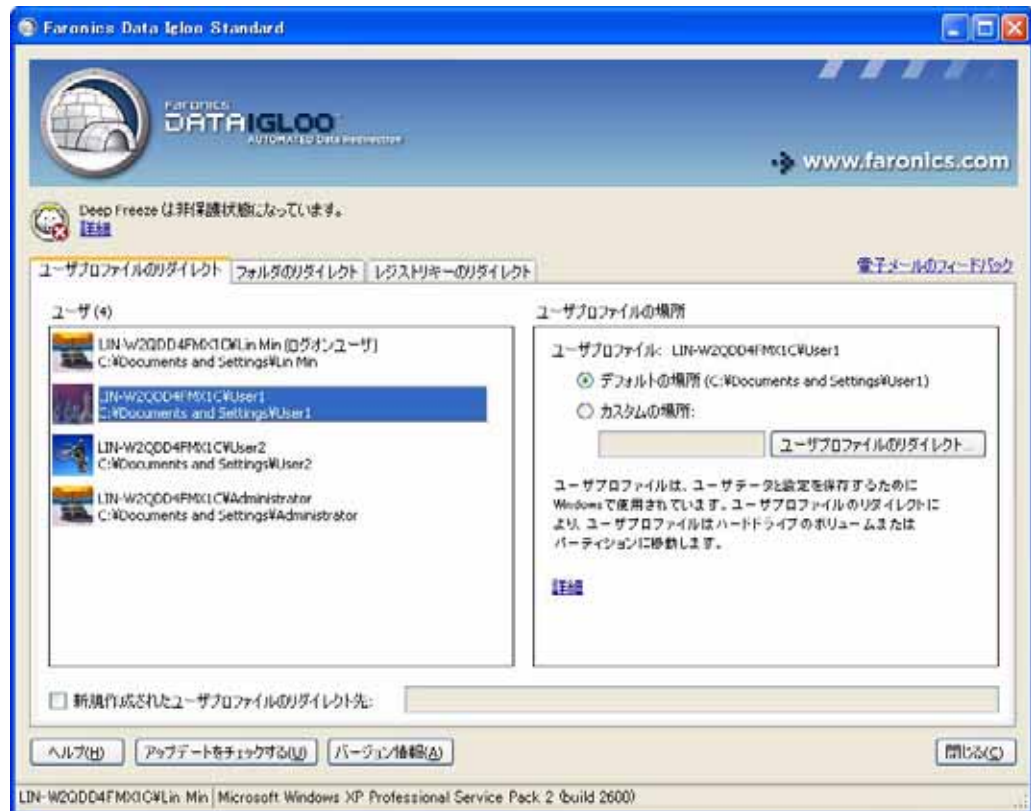 Faronics Data Igloo Standard
FARONICS
DATA IGLOO
AUTOMATED Data Redirection
www.faronics.com
Deep Freeze は非保護状態になっています。
詳細
ユーザプロファイルのリダイレクト フォルダのリダイレクト レジストリキーのリダイレクト
電子メールのフィードバック
ユーザ (4)
LIN-W2QDD4FMX1C¥Lin Min [ログオンユーザ]
C:¥Documents and Settings¥Lin Min
LIN-W2QDD4FMX1C¥User1
C:¥Documents and Settings¥User1
LIN-W2QDD4FMX1C¥User2
C:¥Documents and Settings¥User2
LIN-W2QDD4FMX1C¥Administrator
C:¥Documents and Settings¥Administrator
ユーザプロファイルの場所
ユーザプロファイル: LIN-W2QDD4FMX1C¥User1
デフォルトの場所 (C:¥Documents and Settings¥User1)
カスタムの場所:
ユーザプロファイルのリダイレクト...
ユーザプロファイルは、ユーザデータと設定を保存するために
Windowsで使用されています。ユーザプロファイルのリダイレクトに
より、ユーザプロファイルはハードドライブのボリュームまたは
パーティションに移動します。
詳細
新規作成されたユーザプロファイルのリダイレクト先:
ヘルプ(H) アップデートをチェックする(U) バージョン情報(A) 閉じる(C)
LIN-W2QDD4FMX1C¥Lin Min Microsoft Windows XP Professional Service Pack 2 (build 2600)